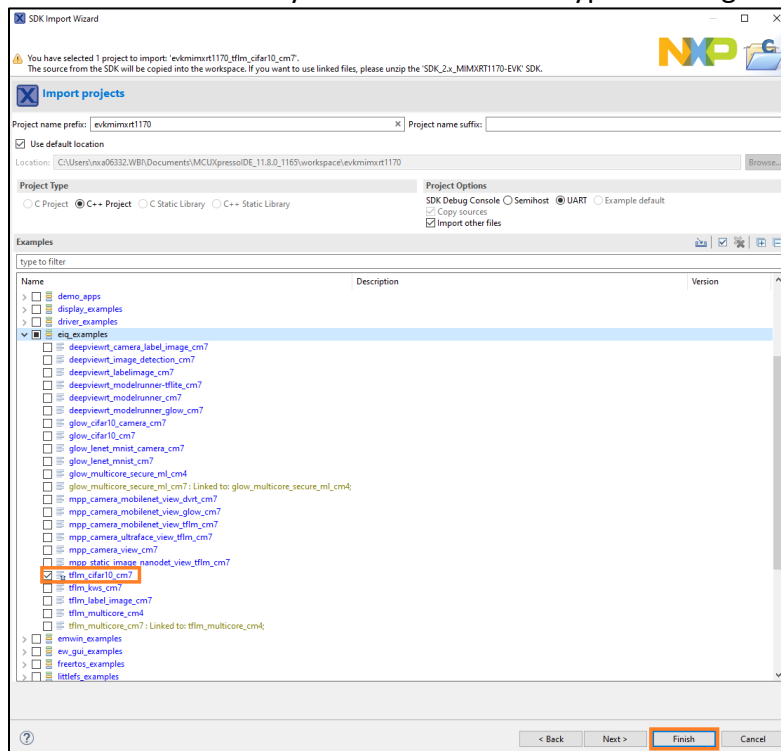 SDK Import Wizard
You have selected 1 project to import: 'evkmimxrt1170_tflm_cifar10_cm7'.
The source from the SDK will be copied into the workspace. If you want to use linked files, please unzip the 'SDK_2.x_MIMXRT1170-EVK' SDK.
NXP
Import projects
Project name prefix: evkmimxrt1170 Project name suffix:
Use default location
Location: C:\Users\nxa06332.WBI\Documents\MCUXpressoIDE_11.8.0_1165\workspace\evkmimxrt1170 Browse...
Project Type Project Options
C Project C++ Project C Static Library C++ Static Library SDK Debug Console Semihost UART Example default
Copy sources
Import other files
Examples
type to filter
Name Description Version
demo_apps
display_examples
driver_examples
eiq_examples
deepviewrt_camera_label_image_cm7
deepviewrt_image_detection_cm7
deepviewrt_labelimage_cm7
deepviewrt_modelrunner-tflite_cm7
deepviewrt_modelrunner_cm7
deepviewrt_modelrunner_glow_cm7
glow_cifar10_camera_cm7
glow_cifar10_cm7
glow_lenet_mnist_camera_cm7
glow_lenet_mnist_cm7
glow_multicore_secure_ml_cm4
glow_multicore_secure_ml_cm7 : Linked to: glow_multicore_secure_ml_cm4;
mpp_camera_mobilenet_view_dvrt_cm7
mpp_camera_mobilenet_view_glow_cm7
mpp_camera_mobilenet_view_tflm_cm7
mpp_camera_ultraface_view_tflm_cm7
mpp_camera_view_cm7
mpp_static_image_nanodet_view_tflm_cm7
tflm_cifar10_cm7
tflm_kws_cm7
tflm_label_image_cm7
tflm_multicore_cm4
tflm_multicore_cm7 : Linked to: tflm_multicore_cm4;
emwin_examples
ew_gui_examples
freertos_examples
littlefs_examples
< Back Next > Finish Cancel